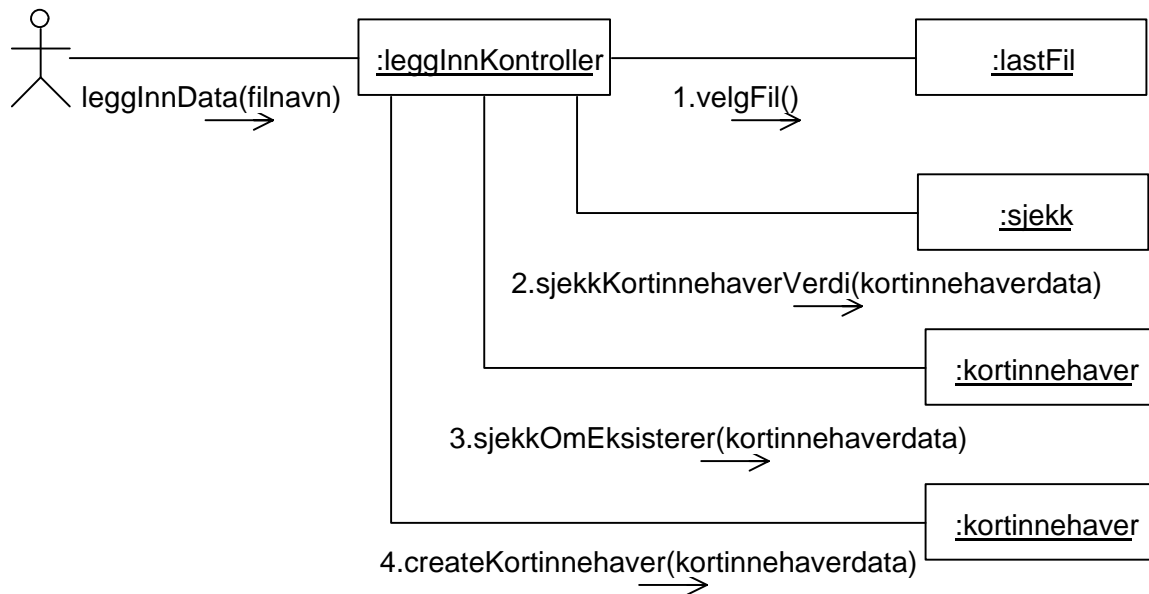 :leggInnKontroller
:lastFil
leggInnData(filnavn)
1.velgFil()
:sjekk
2.sjekkKortinnehaverVerdi(kortinnehaverdata)
:kortinnehaver
3.sjekkOmEksisterer(kortinnehaverdata)
:kortinnehaver
4.createKortinnehaver(kortinnehaverdata)